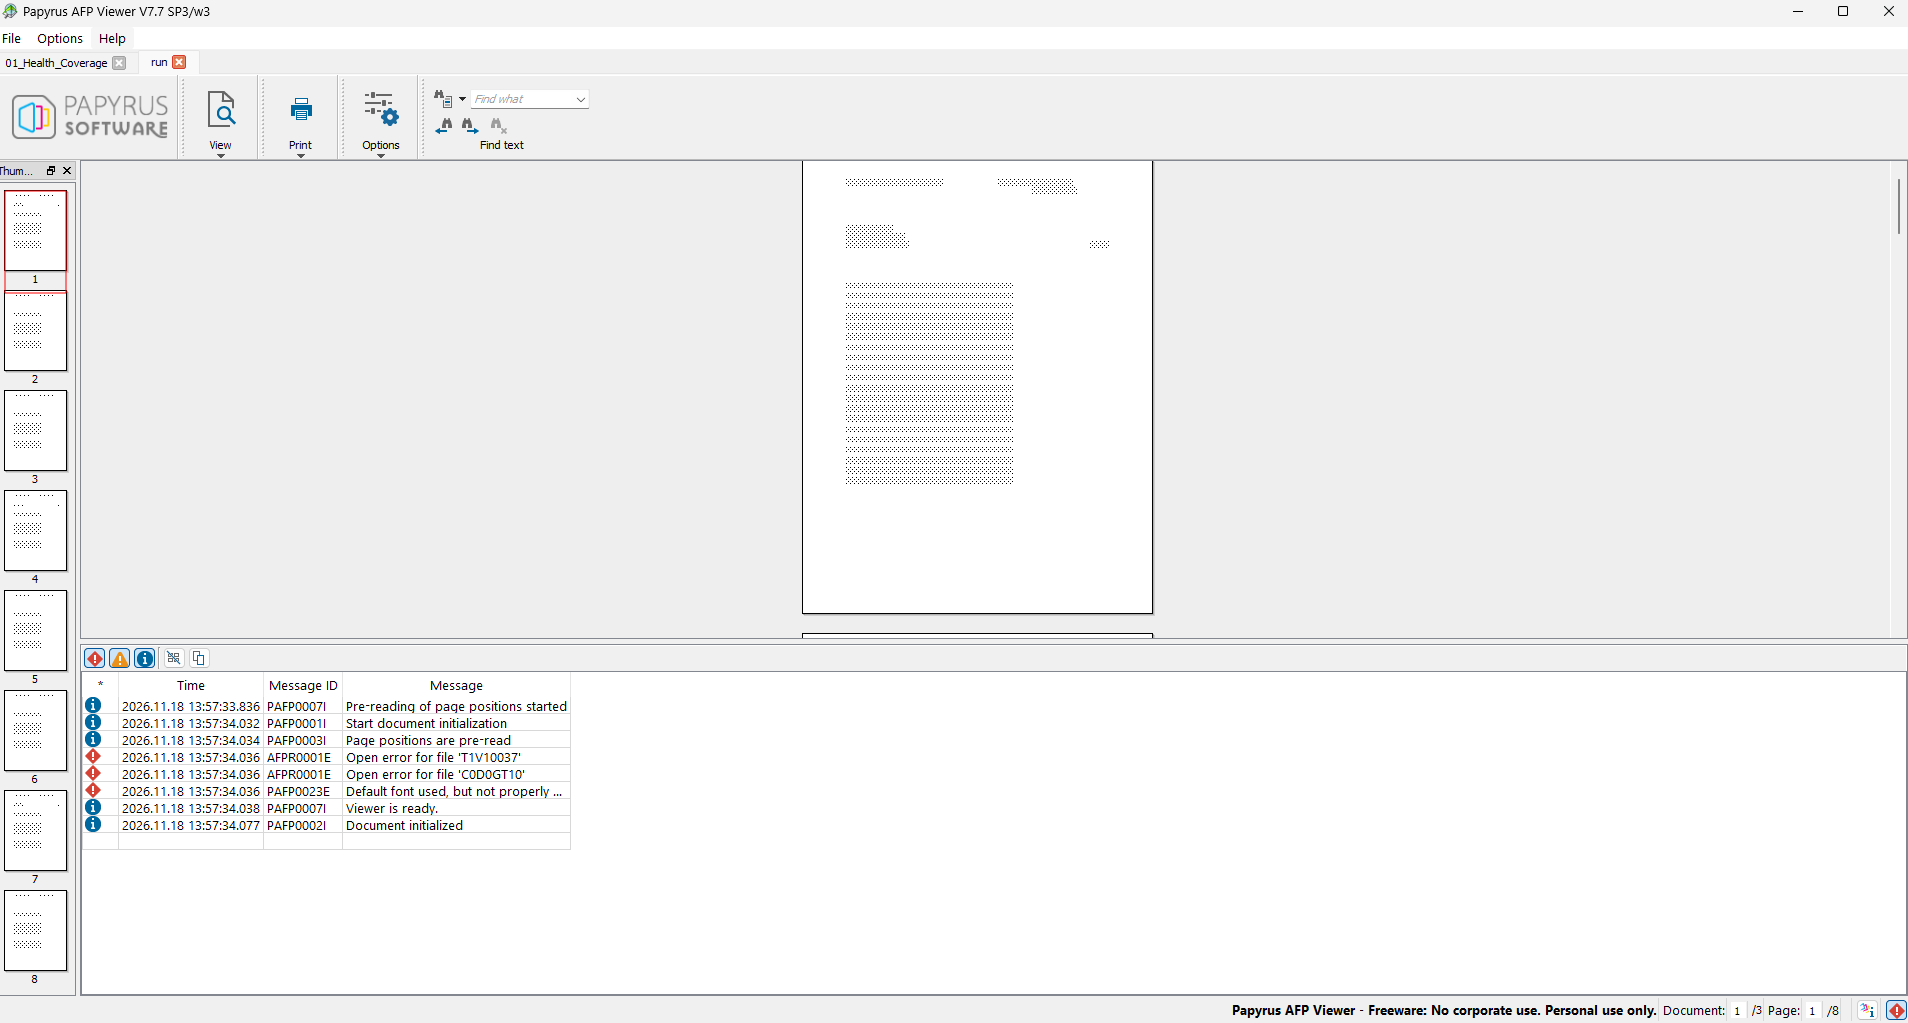 Papyrus AFP Viewer V7.7 SP3/w3
File Options Help
01_Health_Coverage run
PAPYRUS
SOFTWARE
View
Print
Options
Find what
Find text
Thum...
1
2
3
4
5
6
7
8
* Time Message ID Message
2026.11.18 13:57:33.836 PAFP0007I Pre-reading of page positions started
2026.11.18 13:57:34.032 PAFP0001I Start document initialization
2026.11.18 13:57:34.034 PAFP0003I Page positions are pre-read
2026.11.18 13:57:34.036 AFPR0001E Open error for file 'T1V10037'
2026.11.18 13:57:34.036 AFPR0001E Open error for file 'C0D0GT10'
2026.11.18 13:57:34.036 PAFP0023E Default font used, but not properly ...
2026.11.18 13:57:34.038 PAFP0007I Viewer is ready.
2026.11.18 13:57:34.077 PAFP0002I Document initialized
Papyrus AFP Viewer - Freeware: No corporate use. Personal use only. Document: 1 /3 Page: 1 /8